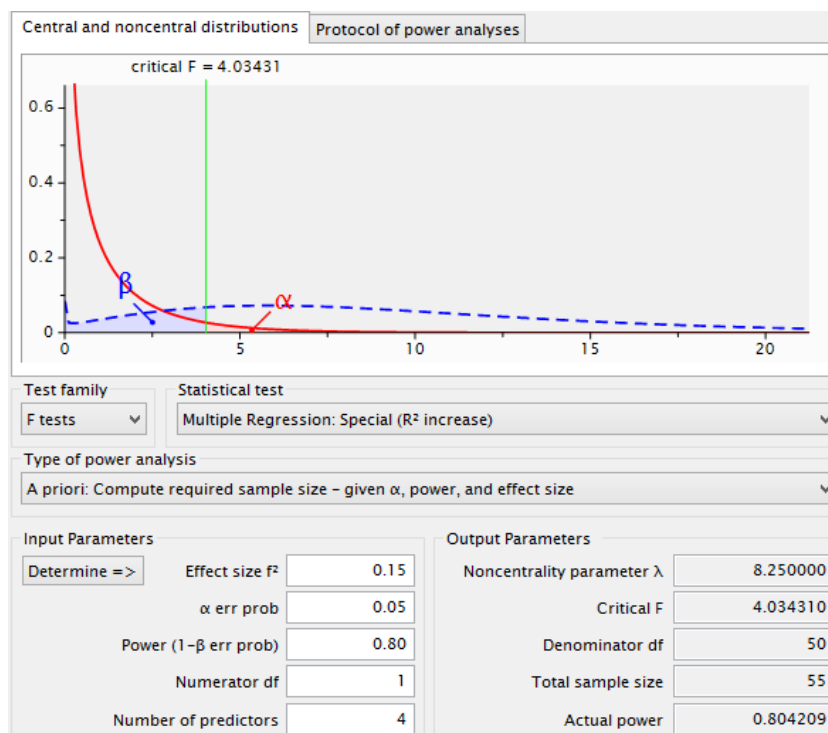 Central and noncentral distributions Protocol of power analyses
critical F = 4.03431
0.6
0.4
0.2
β
α
0
0 5 10 15 20
Test family Statistical test
F tests Multiple Regression: Special (R² increase)
Type of power analysis
A priori: Compute required sample size – given α, power, and effect size
Input Parameters Output Parameters
Determine => Effect size f² 0.15 Noncentrality parameter λ 8.250000
α err prob 0.05 Critical F 4.034310
Power (1-β err prob) 0.80 Denominator df 50
Numerator df 1 Total sample size 55
Number of predictors 4 Actual power 0.804209